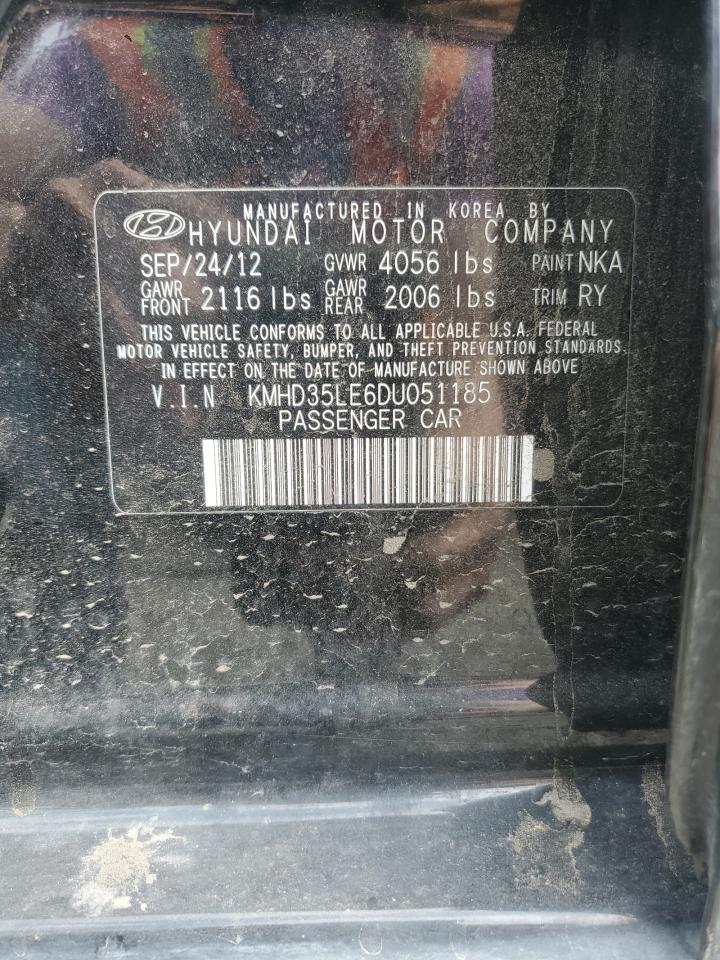 MANUFACTURED IN KOREA BY
HYUNDAI MOTOR COMPANY
SEP/24/12 GVWR 4056 lbs PAINT NKA
GAWR FRONT 2116 lbs GAWR REAR 2006 lbs TRIM RY
THIS VEHICLE CONFORMS TO ALL APPLICABLE U.S.A. FEDERAL
MOTOR VEHICLE SAFETY, BUMPER, AND THEFT PREVENTION STANDARDS
IN EFFECT ON THE DATE OF MANUFACTURE SHOWN ABOVE
V.I.N KMHD35LE6DU051185
PASSENGER CAR